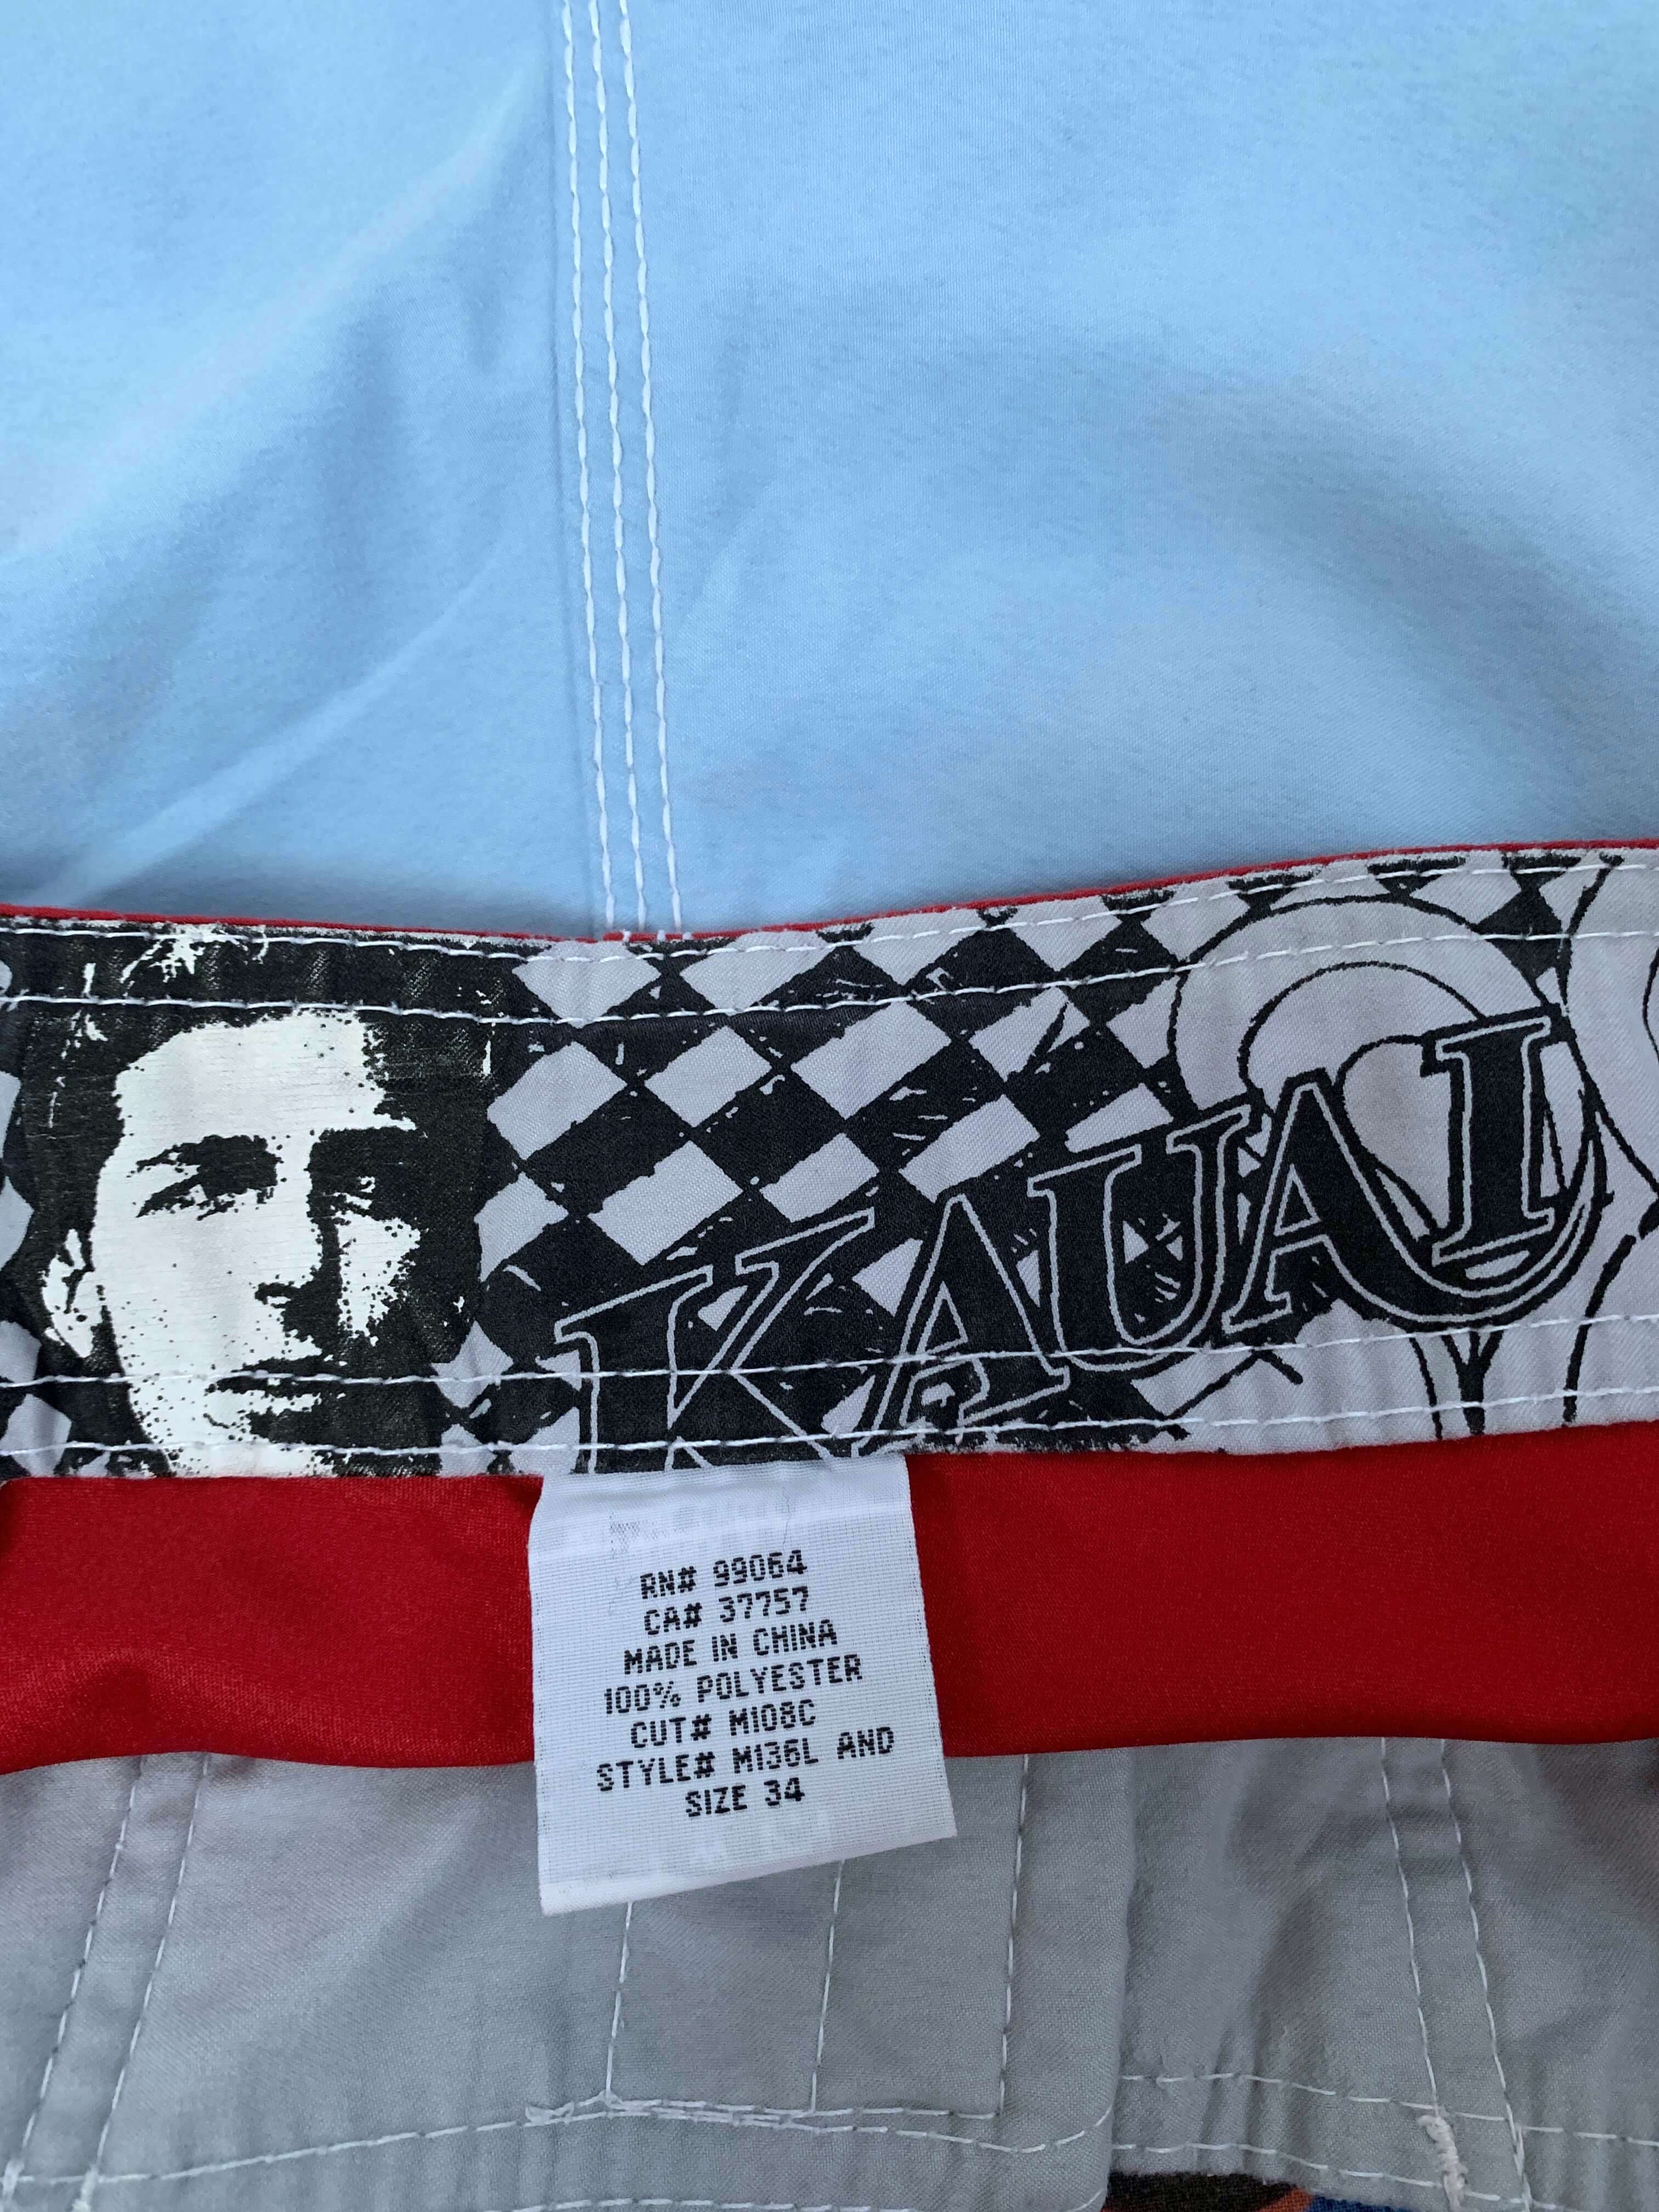 KAUAI
RN# 99064
CA# 37757
MADE IN CHINA
100% POLYESTER
CUT# M108C
STYLE# M136L AND
SIZE 34